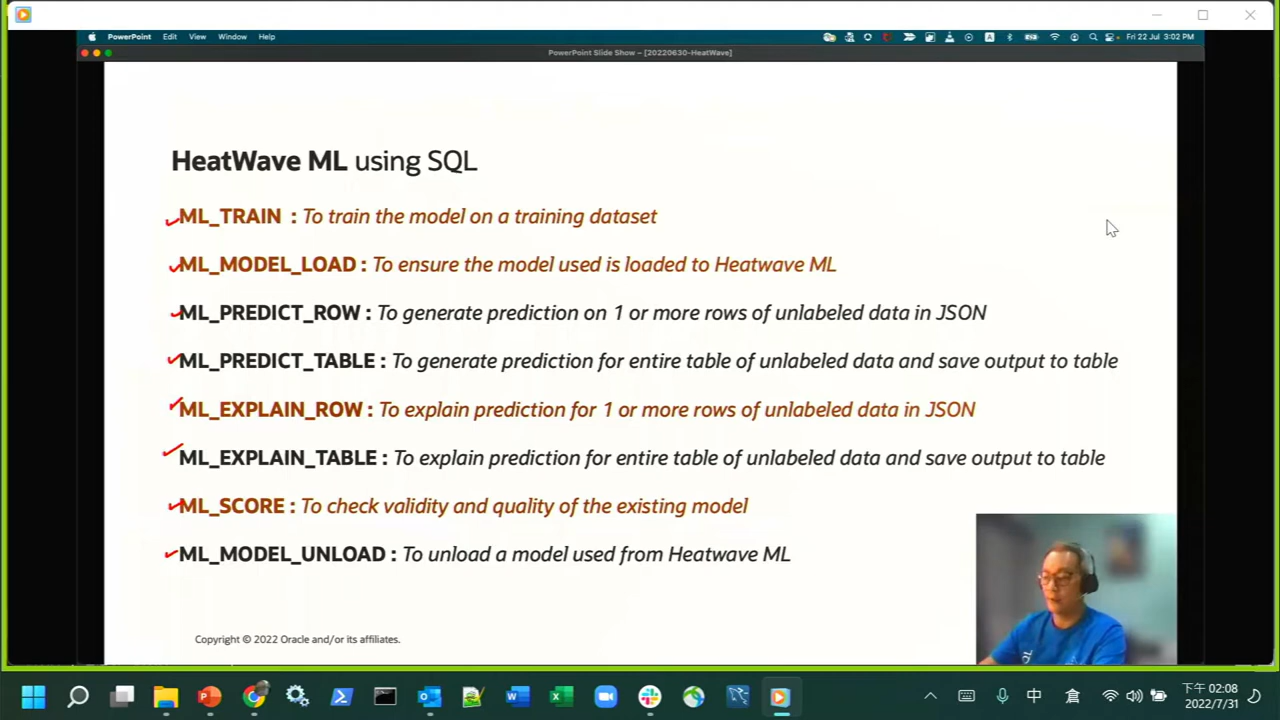 PowerPoint Edit View Window Help
A
Fri 22 Jul 3:02 PM
PowerPoint Slide Show – [20220630-HeatWave]
HeatWave ML using SQL
ML_TRAIN : To train the model on a training dataset
ML_MODEL_LOAD : To ensure the model used is loaded to Heatwave ML
ML_PREDICT_ROW : To generate prediction on 1 or more rows of unlabeled data in JSON
ML_PREDICT_TABLE : To generate prediction for entire table of unlabeled data and save output to table
ML_EXPLAIN_ROW : To explain prediction for 1 or more rows of unlabeled data in JSON
ML_EXPLAIN_TABLE : To explain prediction for entire table of unlabeled data and save output to table
ML_SCORE : To check validity and quality of the existing model
ML_MODEL_UNLOAD : To unload a model used from Heatwave ML
Copyright © 2022 Oracle and/or its affiliates.
中
倉
下午 02:08
2022/7/31